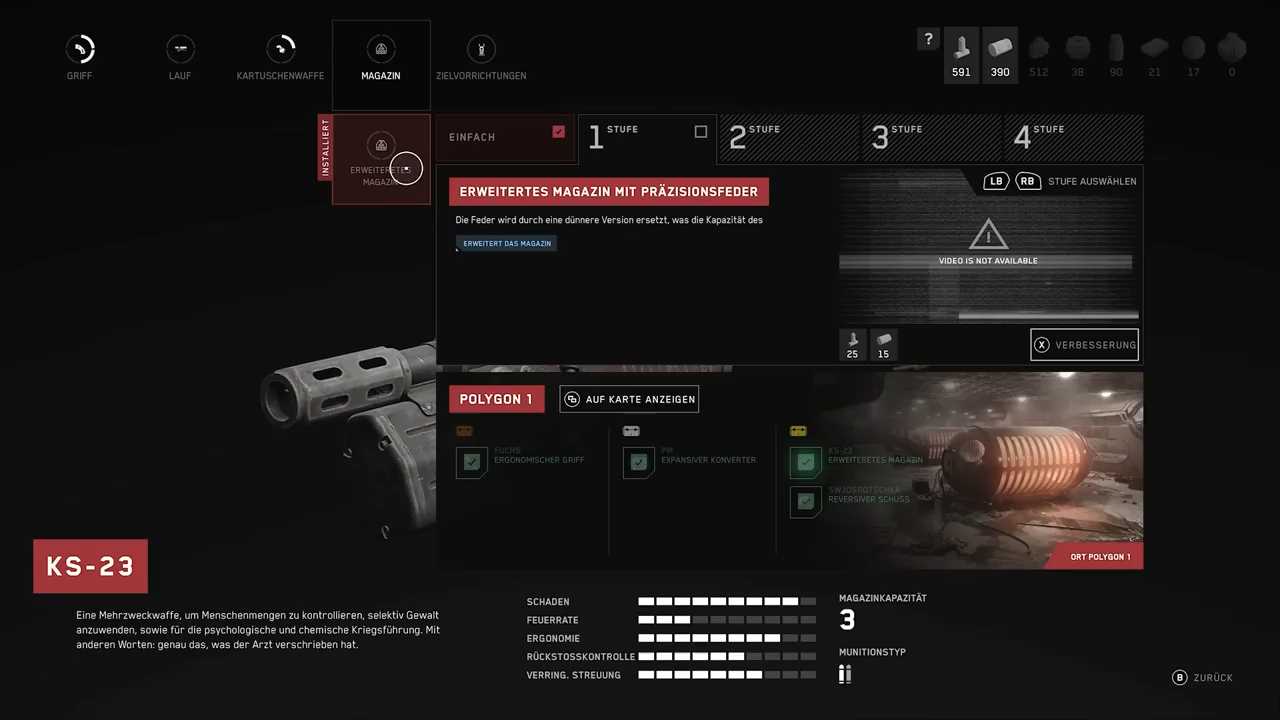 GRIFF
LAUF
KARTUSCHENWAFFE
MAGAZIN
ZIELVORRICHTUNGEN
?
591
390
512
38
90
21
17
0
INSTALLIERT
ERWEITERETES
MAGAZIN
EINFACH
1 STUFE
2 STUFE
3 STUFE
4 STUFE
ERWEITERTES MAGAZIN MIT PRÄZISIONSFEDER
Die Feder wird durch eine dünnere Version ersetzt, was die Kapazität des
ERWEITERT DAS MAGAZIN
LB RB STUFE AUSWÄHLEN
VIDEO IS NOT AVAILABLE
25
15
X VERBESSERUNG
POLYGON 1
AUF KARTE ANZEIGEN
FUCHS
ERGONOMISCHER GRIFF
PM
EXPANSIVER KONVERTER
KS-23
ERWEITERETES MAGAZIN
SWJOSDOTSCHKA
REVERSIVER SCHUSS
ORT POLYGON 1
KS-23
Eine Mehrzweckwaffe, um Menschenmengen zu kontrollieren, selektiv Gewalt
anzuwenden, sowie für die psychologische und chemische Kriegsführung. Mit
anderen Worten: genau das, was der Arzt verschrieben hat.
SCHADEN
FEUERRATE
ERGONOMIE
RÜCKSTOSSKONTROLLE
VERRING. STREUUNG
MAGAZINKAPAZITÄT
3
MUNITIONSTYP
B ZURÜCK